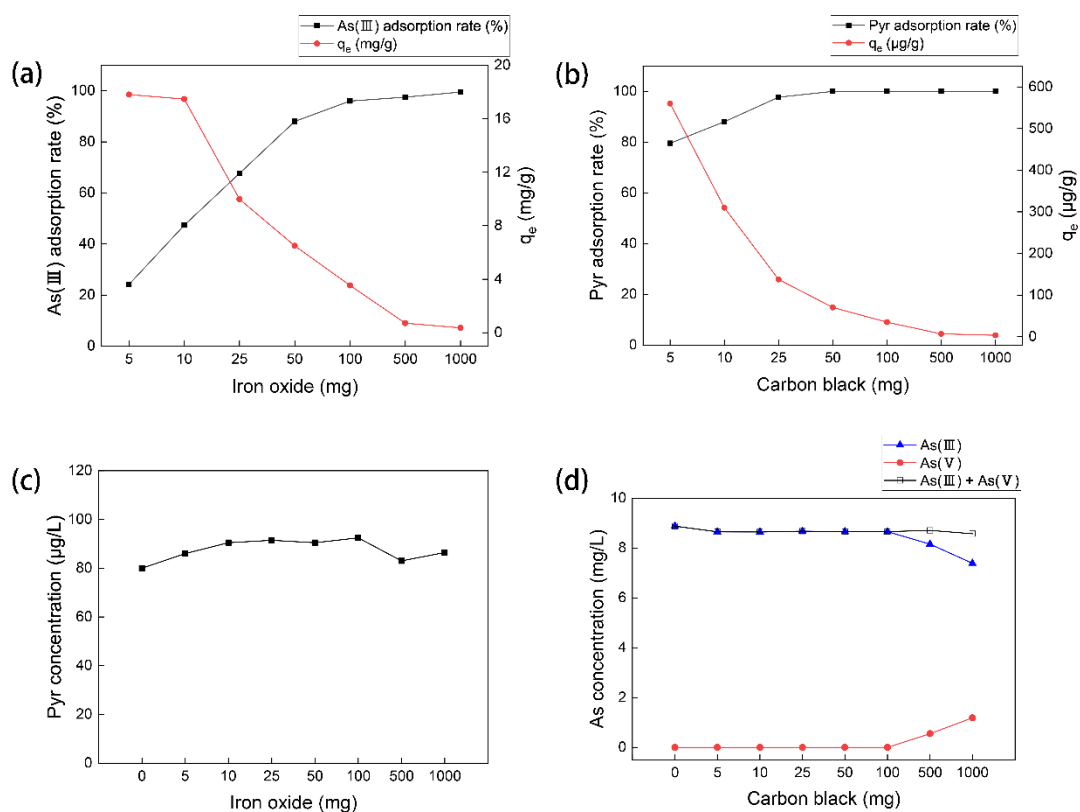 As(Ⅲ) adsorption rate (%)
qe (mg/g)
Pyr adsorption rate (%)
qe (μg/g)
(a)
As(Ⅲ) adsorption rate (%)
100
80
60
40
20
0
20
16
12
8
4
0
qe (mg/g)
5 10 25 50 100 500 1000
Iron oxide (mg)
(b)
Pyr adsorption rate (%)
100
80
60
40
20
0
600
500
400
300
200
100
0
qe (μg/g)
5 10 25 50 100 500 1000
Carbon black (mg)
(c)
Pyr concentration (μg/L)
120
100
80
60
40
20
0
0 5 10 25 50 100 500 1000
Iron oxide (mg)
As(Ⅲ)
As(Ⅴ)
As(Ⅲ) + As(Ⅴ)
(d)
As concentration (mg/L)
10
8
6
4
2
0
0 5 10 25 50 100 500 1000
Carbon black (mg)